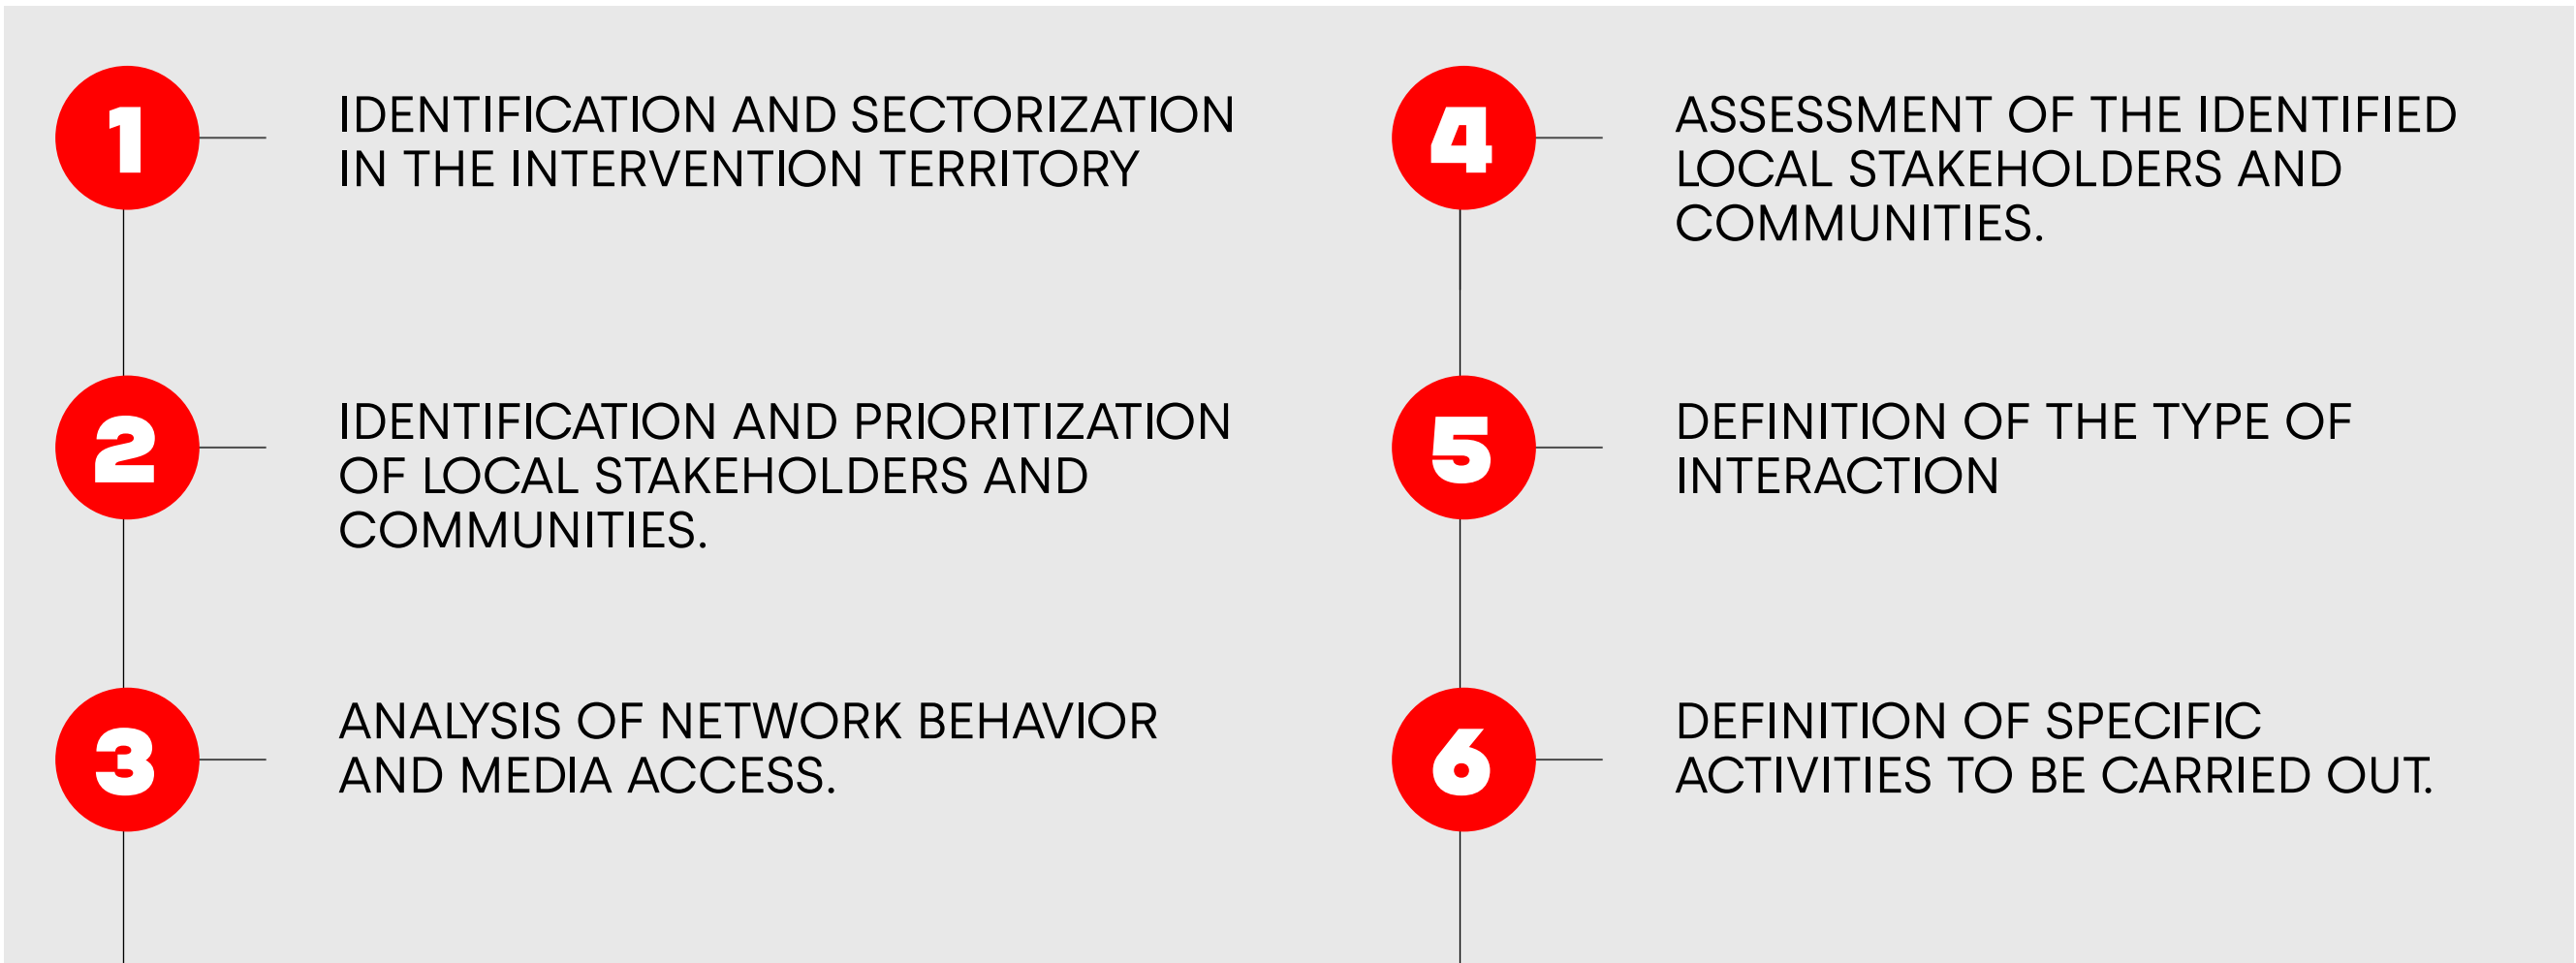 1
IDENTIFICATION AND SECTORIZATION
IN THE INTERVENTION TERRITORY
2
IDENTIFICATION AND PRIORITIZATION
OF LOCAL STAKEHOLDERS AND
COMMUNITIES.
3
ANALYSIS OF NETWORK BEHAVIOR
AND MEDIA ACCESS.
4
ASSESSMENT OF THE IDENTIFIED
LOCAL STAKEHOLDERS AND
COMMUNITIES.
5
DEFINITION OF THE TYPE OF
INTERACTION
6
DEFINITION OF SPECIFIC
ACTIVITIES TO BE CARRIED OUT.